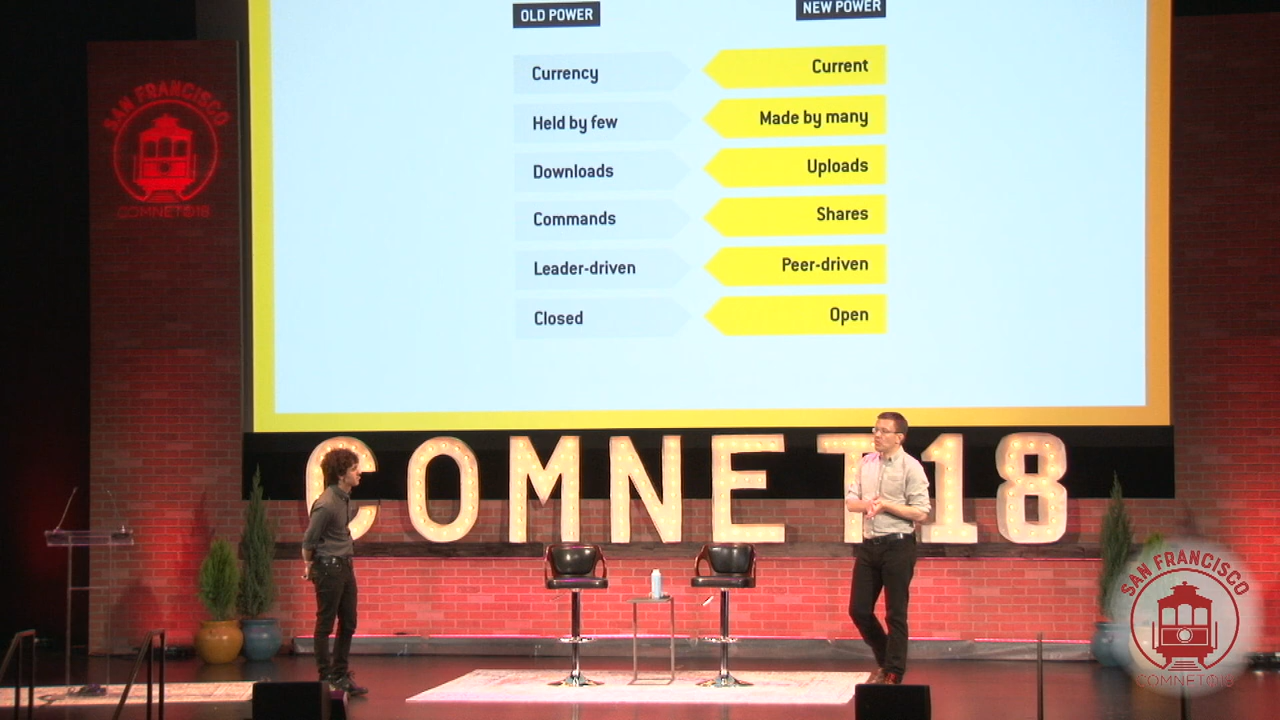 OLD POWER
NEW POWER
Currency
Current
Held by few
Made by many
Downloads
Uploads
Commands
Shares
Leader-driven
Peer-driven
Closed
Open
SAN FRANCISCO
COMNET18
COMNET18
SAN FRANCISCO
COMNET18